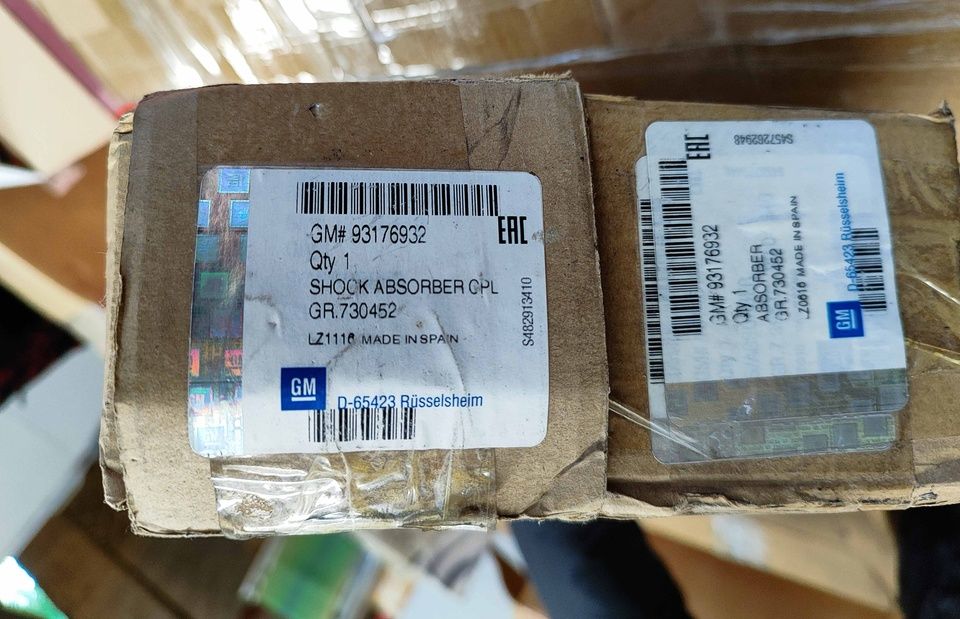 GM# 93176932
EAC
Qty 1
SHOCK ABSORBER CPL
GR.730452
LZ1116 MADE IN SPAIN
S482913410
GM
D-65423 Rüsselsheim
S457262948
EAC
GM# 93176932
Qty 1
ABSORBER
GR.730452
LZ0616 MADE IN SPAIN
GM
D-65423 Rüsselsheim